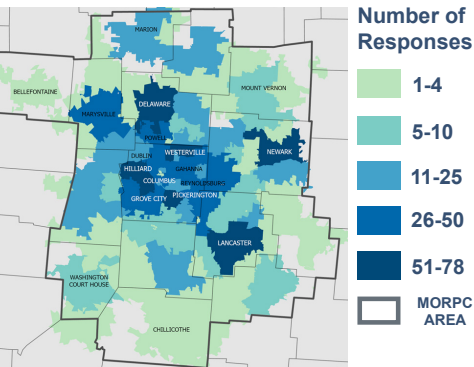 Number of
Responses
1-4
5-10
11-25
26-50
51-78
MORPC
AREA
MARION
BELLEFONTAINE
MOUNT VERNON
DELAWARE
MARYSVILLE
POWELL
DUBLIN
WESTERVILLE
NEWARK
HILLIARD
GAHANNA
COLUMBUS
REYNOLDSBURG
GROVE CITY
PICKERINGTON
LANCASTER
WASHINGTON
COURT HOUSE
CHILLICOTHE